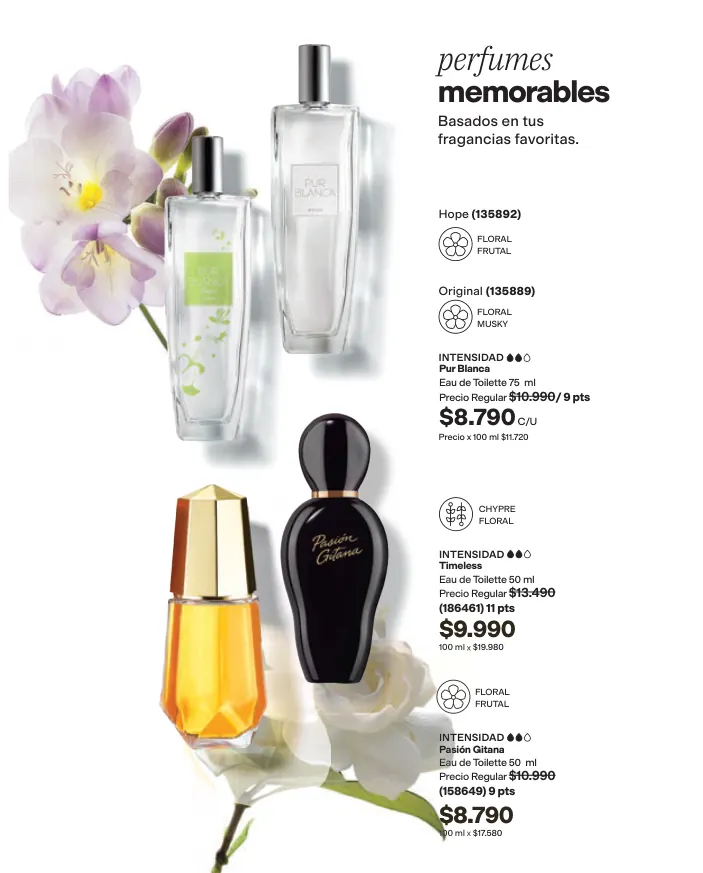 perfumes
memorables
Basados en tus
fragancias favoritas.
Hope (135892)
FLORAL
FRUTAL
Original (135889)
FLORAL
MUSKY
INTENSIDAD
Pur Blanca
Eau de Toilette 75 ml
Precio Regular $10.990/ 9 pts
$8.790 C/U
Precio x 100 ml $11.720
CHYPRE
FLORAL
INTENSIDAD
Timeless
Eau de Toilette 50 ml
Precio Regular $13.490
(186461) 11 pts
$9.990
100 ml x $19.980
FLORAL
FRUTAL
INTENSIDAD
Pasión Gitana
Eau de Toilette 50 ml
Precio Regular $10.990
(158649) 9 pts
$8.790
100 ml x $17.580
PUR
BLANCA
PUR
BLANCA
Pasión
Gitana